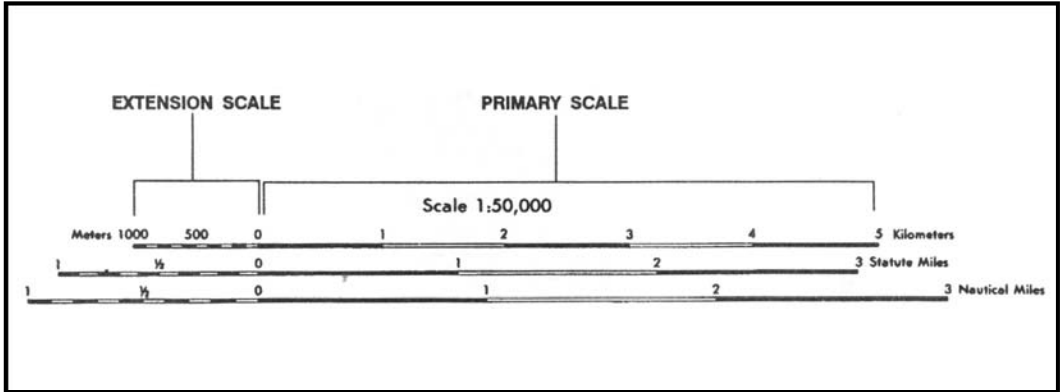 EXTENSION SCALE PRIMARY SCALE
Scale 1:50,000
Meters 1000 500 0 1 2 3 4 5 Kilometers
1 ½ 0 1 2 3 Statute Miles
1 ½ 0 1 2 3 Nautical Miles